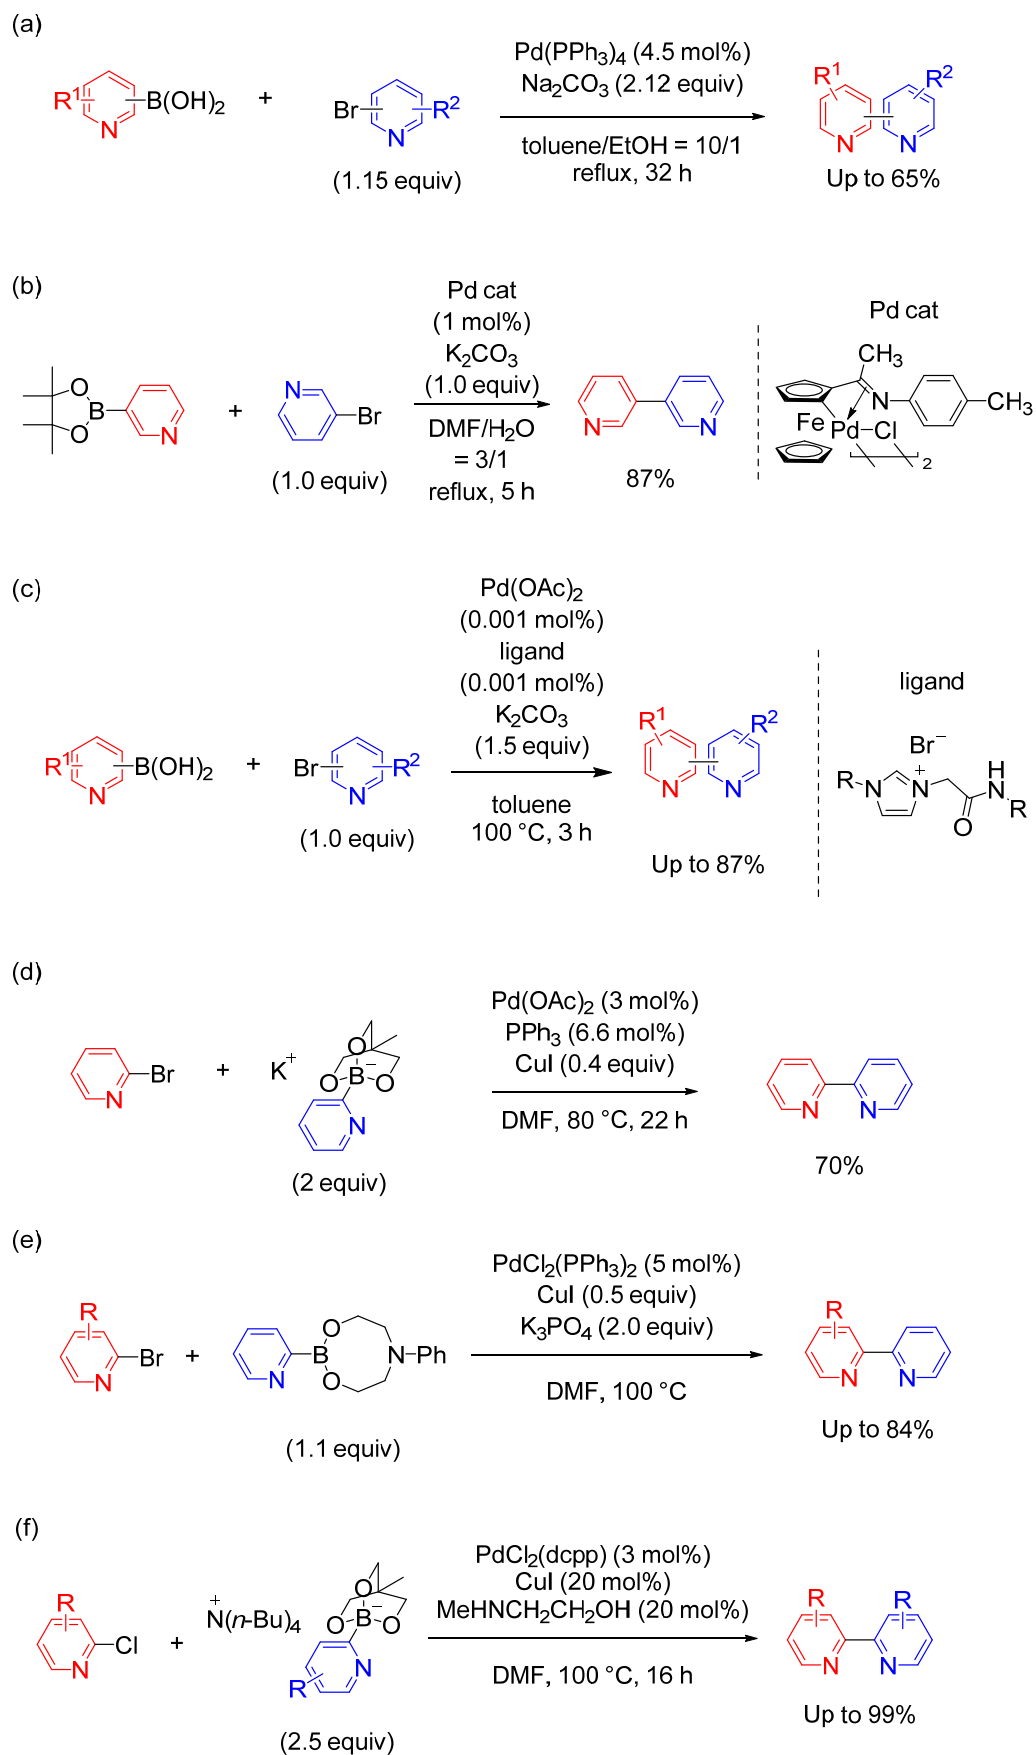 (a)
R¹
N
B(OH)₂
+
Br
N
R²
(1.15 equiv)
Pd(PPh₃)₄ (4.5 mol%)
Na₂CO₃ (2.12 equiv)
toluene/EtOH = 10/1
reflux, 32 h
R¹
R²
N
N
Up to 65%
(b)
O
B
O
N
+
N
Br
(1.0 equiv)
Pd cat
(1 mol%)
K₂CO₃
(1.0 equiv)
DMF/H₂O
= 3/1
reflux, 5 h
N
N
87%
Pd cat
CH₃
N
CH₃
Fe
Pd
Cl
2
(c)
R¹
N
B(OH)₂
+
Br
N
R²
(1.0 equiv)
Pd(OAc)₂
(0.001 mol%)
ligand
(0.001 mol%)
K₂CO₃
(1.5 equiv)
toluene
100 °C, 3 h
R¹
R²
N
N
Up to 87%
ligand
Br⁻
R
N
N⁺
H
N
R
O
(d)
N
Br
+
K⁺
O
O
B⁻
O
N
(2 equiv)
Pd(OAc)₂ (3 mol%)
PPh₃ (6.6 mol%)
CuI (0.4 equiv)
DMF, 80 °C, 22 h
N
N
70%
(e)
R
N
Br
+
N
B
O
O
N
Ph
(1.1 equiv)
PdCl₂(PPh₃)₂ (5 mol%)
CuI (0.5 equiv)
K₃PO₄ (2.0 equiv)
DMF, 100 °C
R
N
N
Up to 84%
(f)
R
N
Cl
+
N⁺(n-Bu)₄
O
O
B⁻
O
N
R
(2.5 equiv)
PdCl₂(dcpp) (3 mol%)
CuI (20 mol%)
MeHNCH₂CH₂OH (20 mol%)
DMF, 100 °C, 16 h
R
R
N
N
Up to 99%